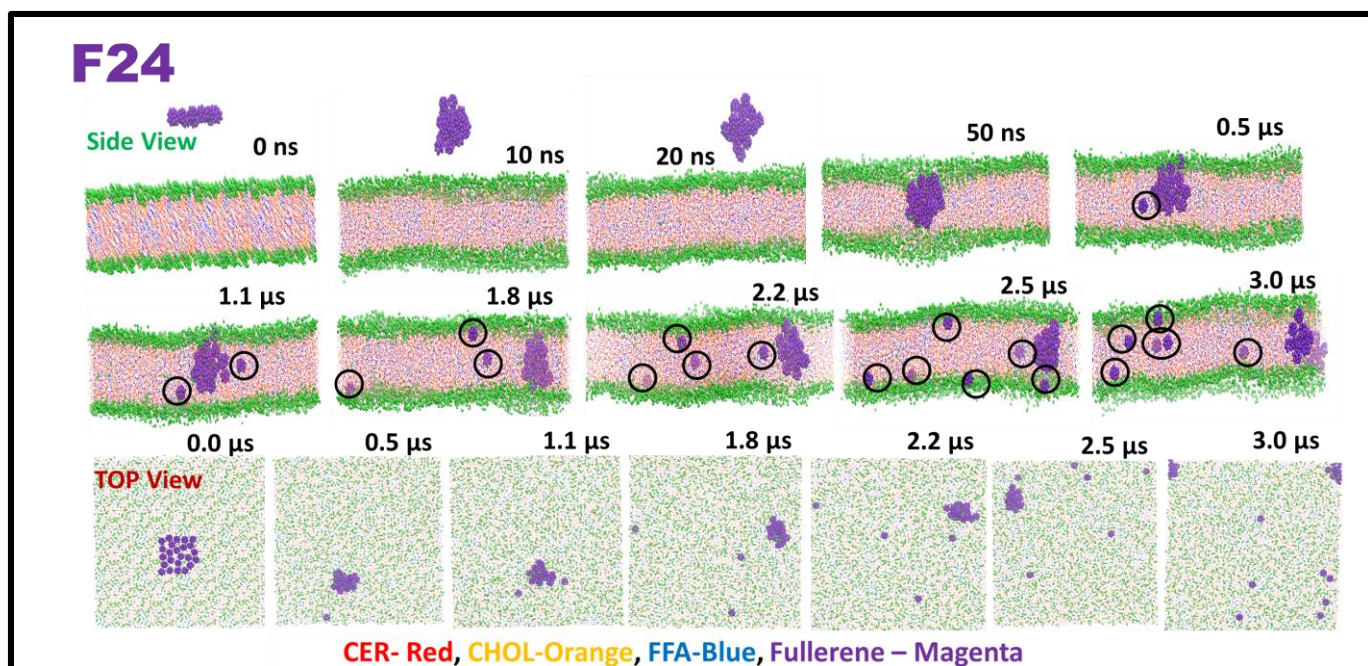 F24
Side View
0 ns
10 ns
20 ns
50 ns
0.5 µs
1.1 µs
1.8 µs
2.2 µs
2.5 µs
3.0 µs
0.0 µs
0.5 µs
1.1 µs
1.8 µs
2.2 µs
2.5 µs
3.0 µs
TOP View
CER- Red, CHOL-Orange, FFA-Blue, Fullerene – Magenta